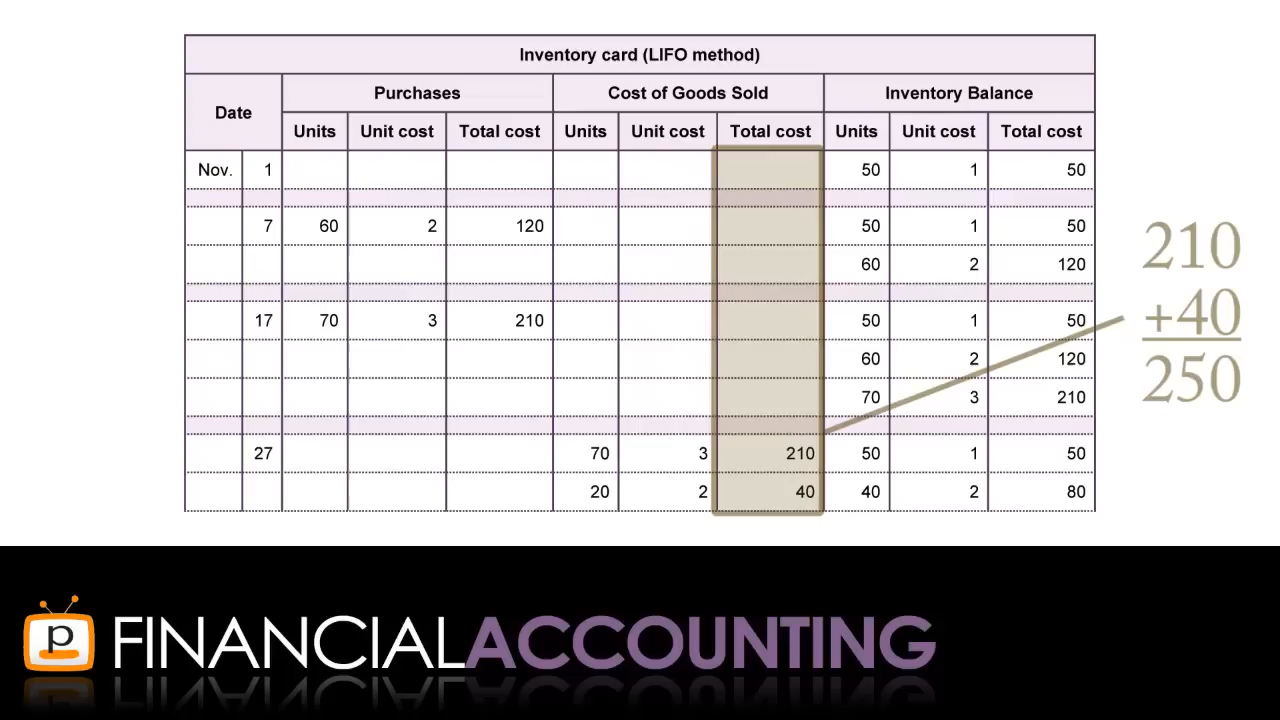 Inventory card (LIFO method)
Date Purchases Cost of Goods Sold Inventory Balance
Units Unit cost Total cost Units Unit cost Total cost Units Unit cost Total cost
Nov. 1 50 1 50
7 60 2 120 50 1 50
60 2 120
17 70 3 210 50 1 50
60 2 120
70 3 210
27 70 3 210 50 1 50
20 2 40 40 2 80
210
+40
250
p FINANCIALACCOUNTING